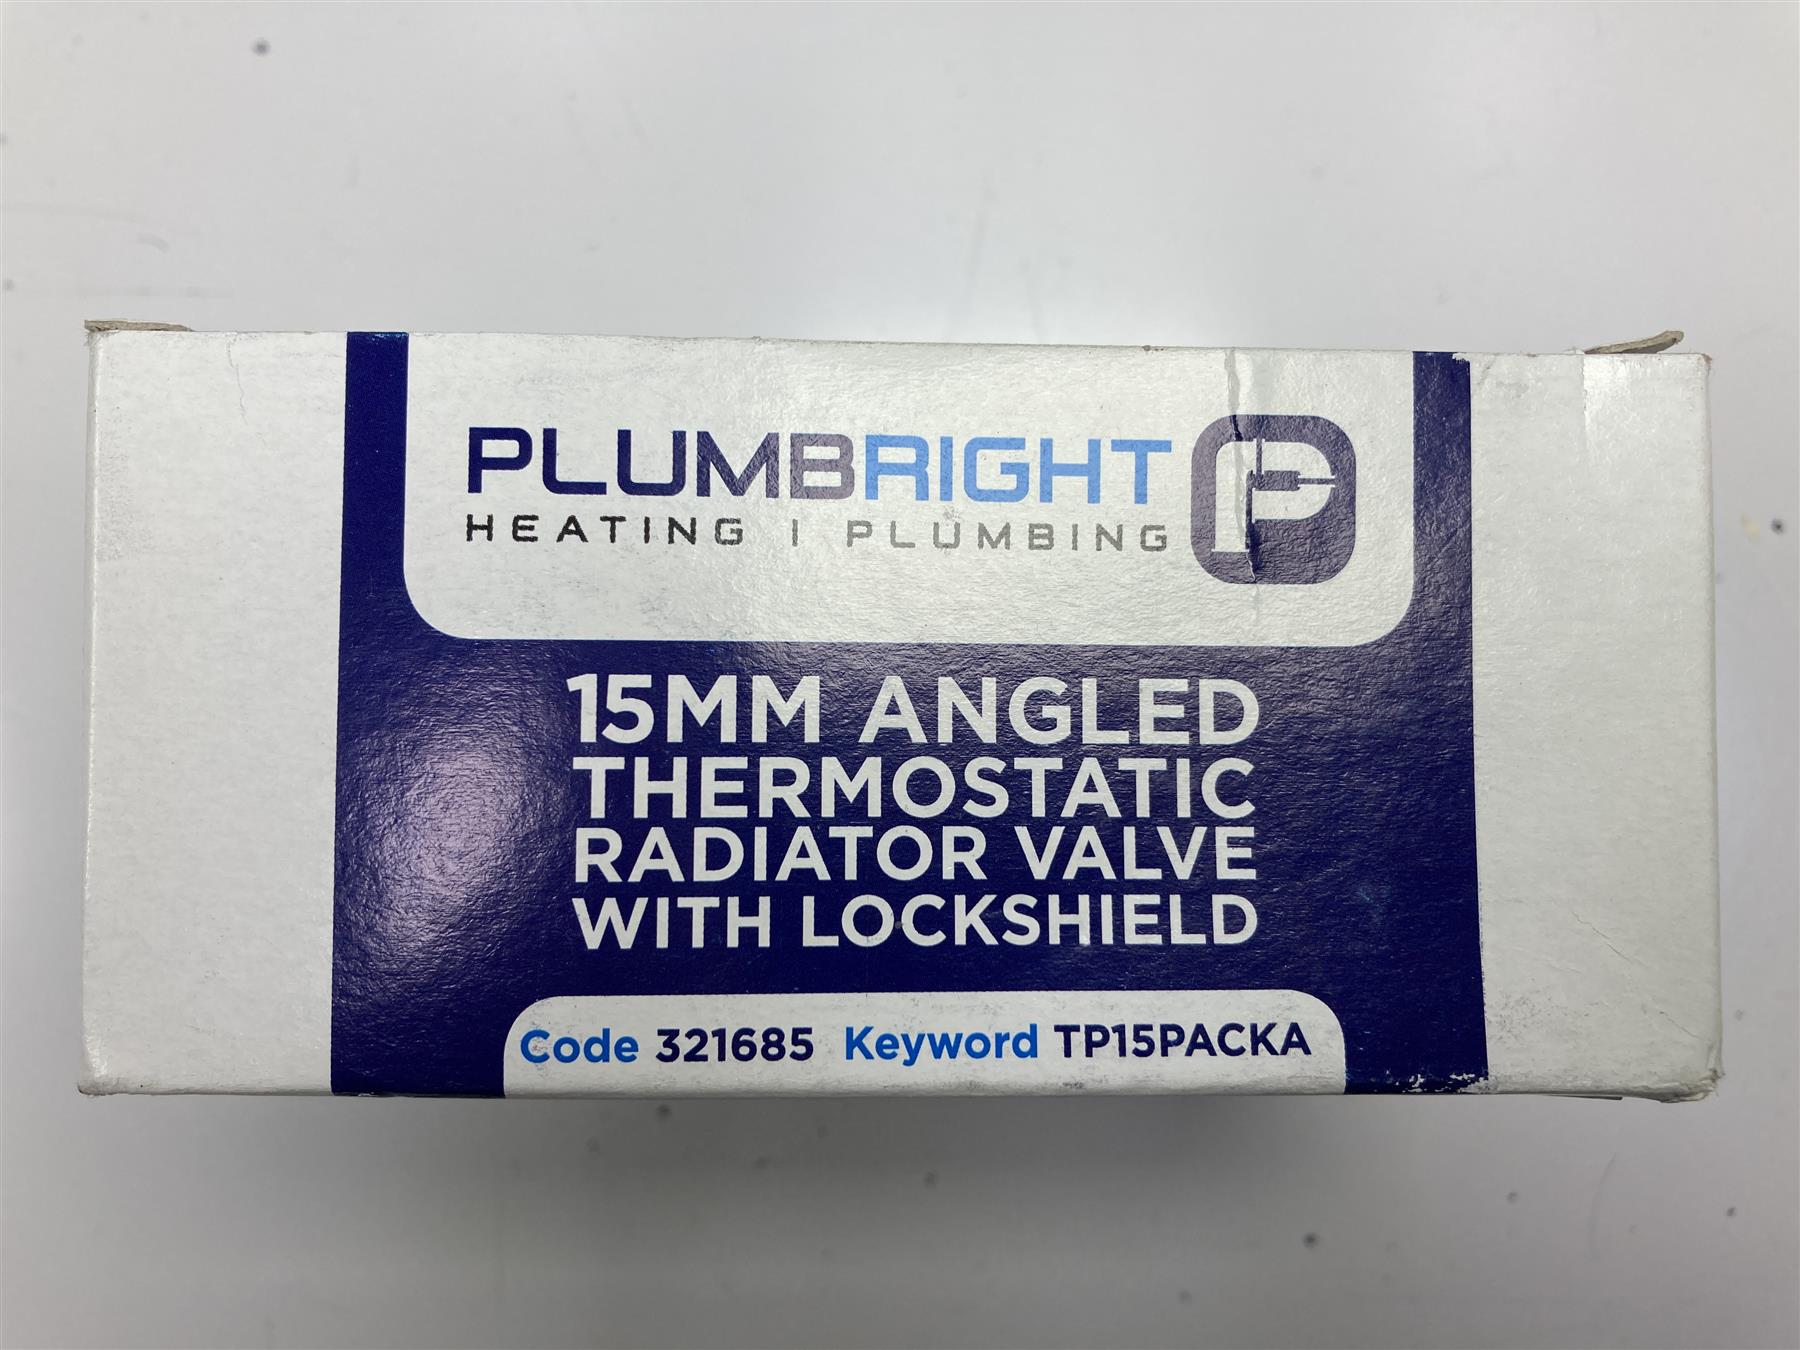 PLUMBRIGHT
HEATING | PLUMBING
15MM ANGLED
THERMOSTATIC
RADIATOR VALVE
WITH LOCKSHIELD
Code 321685 Keyword TP15PACKA